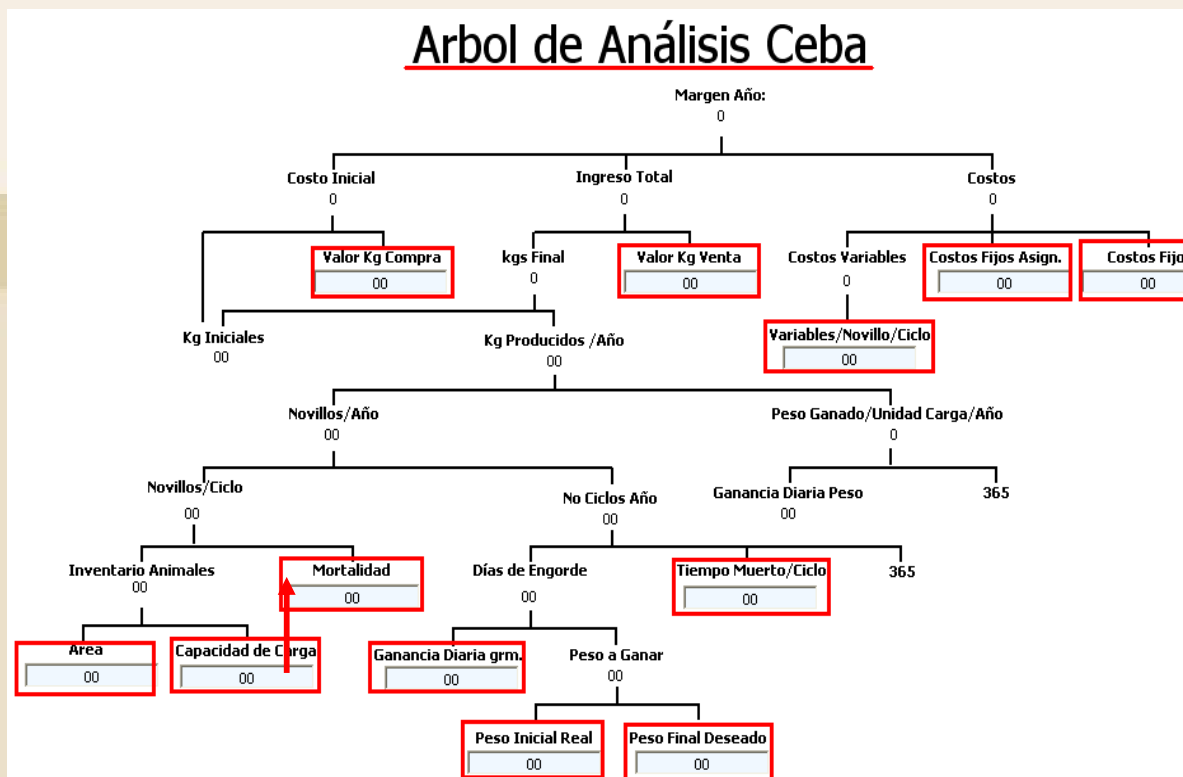 Arbol de Análisis Ceba
Margen Año:
0
Costo Inicial
0
Ingreso Total
0
Costos
0
Valor Kg Compra
00
kgs Final
0
Valor Kg Venta
00
Costos Variables
0
Costos Fijos Asign.
00
Costos Fijo
00
Kg Iniciales
00
Kg Producidos /Año
00
Variables/Novillo/Ciclo
00
Novillos/Año
00
Peso Ganado/Unidad Carga/Año
0
Novillos/Ciclo
00
No Ciclos Año
00
Ganancia Diaria Peso
00
365
Inventario Animales
00
Mortalidad
00
Días de Engorde
00
Tiempo Muerto/Ciclo
00
365
Area
00
Capacidad de Carga
00
Ganancia Diaria grm.
00
Peso a Ganar
00
Peso Inicial Real
00
Peso Final Deseado
00